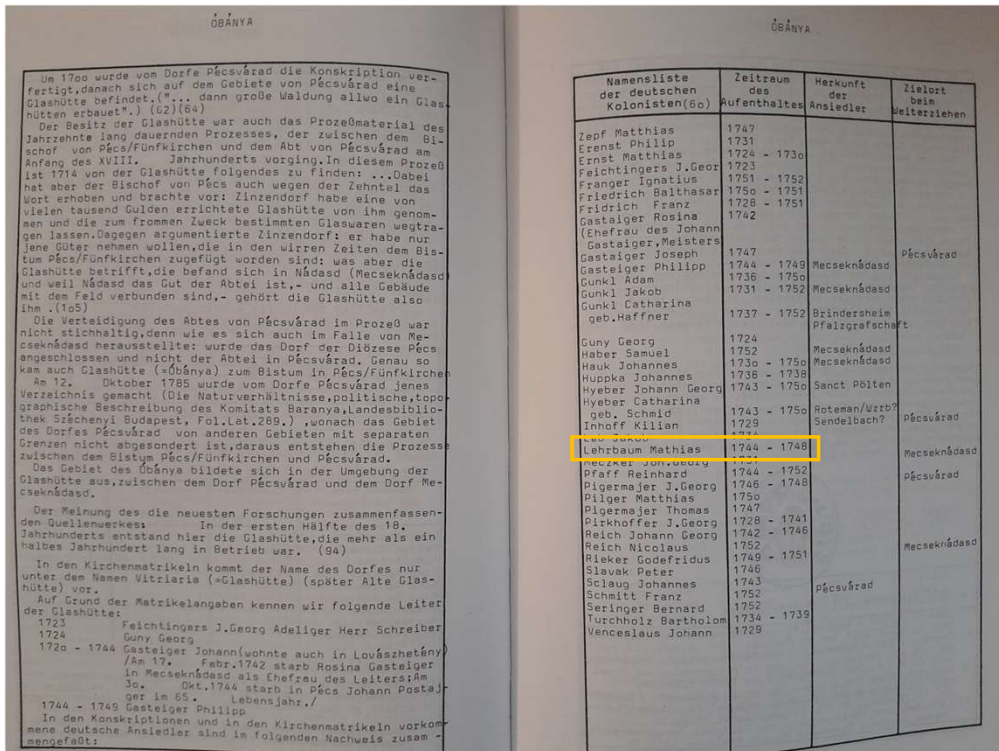 ÓBÁNYA
Um 17oo wurde vom Dorfe Pécsvárad die Konskription ver-
fertigt,danach sich auf dem Gebiete von Pécsvárad eine
Glashütte befindet.("... dann große Waldung allwo ein Glas
hütten erbauet".) (62)(64)
Der Besitz der Glashütte war auch das Prozeßmaterial des
Jahrzehnte lang dauernden Prozesses, der zwischen dem Bi-
schof von Pécs/Fünfkirchen und dem Abt von Pécsvárad am
Anfang des XVIII. Jahrhunderts vorging.In diesem Prozeß
ist 1714 von der Glashütte folgendes zu finden: ...Dabei
hat aber der Bischof von Pécs auch wegen der Zehntel das
Wort erhoben und brachte vor: Zinzendorf habe eine von
vielen tausend Gulden errichtete Glashütte von ihm genom-
men und die zum frommen Zweck bestimmten Glaswaren wegtra-
gen lassen.Dagegen argumentierte Zinzendorf: er habe nur
jene Güter nehmen wollen,die in den wirren Zeiten dem Bis-
tum Pécs/Fünfkirchen zugefügt worden sind: was aber die
Glashütte betrifft,die befand sich in Nádasd (Mecseknádasd
und weil Nádasd das Gut der Abtei ist,- und alle Gebäude
mit dem Feld verbunden sind,- gehört die Glashütte also
ihm .(1o5)
Die Verteidigung des Abtes von Pécsvárad im Prozeß war
nicht stichhaltig,denn wie es sich auch im Falle von Me-
cseknádasd herausstellte: wurde das Dorf der Diözese Pécs
angeschlossen und nicht der Abtei in Pécsvárad. Genau so
kam auch Glashütte (=Óbánya) zum Bistum in Pécs/Fünfkirchen
Am 12. Oktober 1785 wurde vom Dorfe Pécsvárad jenes
Verzeichnis gemacht (Die Naturverhältnisse,politische,topo
graphische Beschreibung des Komitats Baranya,Landesbiblio-
thek Széchenyi Budapest, Fol.Lat.289.) ,wonach das Gebiet
des Dorfes Pécsvárad von anderen Gebieten mit separaten
Grenzen nicht abgesondert ist,daraus entstehen die Prozesse
zwischen dem Bistum Pécs/Fünfkirchen und Pécsvárad.
Das Gebiet des Óbánya bildete sich in der Umgebung der
Glashütte aus,zwischen dem Dorf Pécsvárad und dem Dorf Me-
cseknádasd.
Der Meinung des die neuesten Forschungen zusammenfassen-
den Quellenwerkes: In der ersten Hälfte des 18.
Jahrhunderts entstand hier die Glashütte,die mehr als ein
halbes Jahrhundert lang in Betrieb war. (94)
In den Kirchenmatrikeln kommt der Name des Dorfes nur
unter dem Namen Vitriaria (=Glashütte) (später Alte Glas-
hütte) vor.
Auf Grund der Matrikelangaben kennen wir folgende Leiter
der Glashütte:
1723 Feichtingers J.Georg Adeliger Herr Schreiber
1724 Guny Georg
172o - 1744 Gasteiger Johann(wohnte auch in Lovászhetény)
/Am 17. Febr.1742 starb Rosina Gasteiger
in Mecseknádasd als Ehefrau des Leiters;Am
3o. Okt.1744 starb in Pécs Johann Postaj-
ger im 65. Lebensjahr./
1744 - 1749 Gasteiger Philipp
In den Konskriptionen und in den Kirchenmatrikeln vorkom-
mene deutsche Ansiedler sind im folgenden Nachweis zusam -
mengefaßt:
ÓBÁNYA
Namensliste der deutschen Kolonisten(6o) Zeitraum des Aufenthaltes Herkunft der Ansiedler Zielort beim Weiterziehen
Zepf Matthias 1747
Erenst Philip 1731
Ernst Matthias 1724 - 173o
Feichtingers J.Geor 1723
Franger Ignatius 1751 - 1752
Friedrich Balthasar 175o - 1751
Fridrich Franz 1728 - 1751
Gastaiger Rosina 1742
(Ehefrau des Johann
Gastaiger,Meisters
Gastaiger Joseph 1747 Pécsvárad
Gasteiger Philipp 1744 - 1749 Mecseknádasd
Gunkl Adam 1736 - 175o
Gunkl Jakob 1731 - 1752 Mecseknádasd
Gunkl Catharina
geb.Haffner 1737 - 1752 Brindersheim
Pfalzgrafschaft
Guny Georg 1724
Haber Samuel 1752 Mecseknádasd
Hauk Johannes 173o - 175o Mecseknádasd
Huppka Johannes 1736 - 1738
Hyeber Johann Georg 1743 - 175o Sanct Pölten
Hyeber Catharina
geb. Schmid 1743 - 175o Roteman/Wzrb?
Inhoff Kilian 1729 Sendelbach? Pécsvárad
Leo Jakob 1734
Lehrbaum Mathias 1744 - 1748 Mecseknádasd
Meczker Joh.Georg 1731
Pfaff Reinhard 1744 - 1752 Pécsvárad
Pigermajer J.Georg 1746 - 1748
Pilger Matthias 175o
Pigermajer Thomas 1747
Pirkhoffer J.Georg 1728 - 1741
Reich Johann Georg 1742 - 1746
Reich Nicolaus 1752 Mecseknádasd
Rieker Godefridus 1749 - 1751
Slavak Peter 1746
Sclaug Johannes 1743
Schmitt Franz 1752 Pécsvárad
Seringer Bernard 1752
Turchholz Bartholom 1734 - 1739
Venceslaus Johann 1729